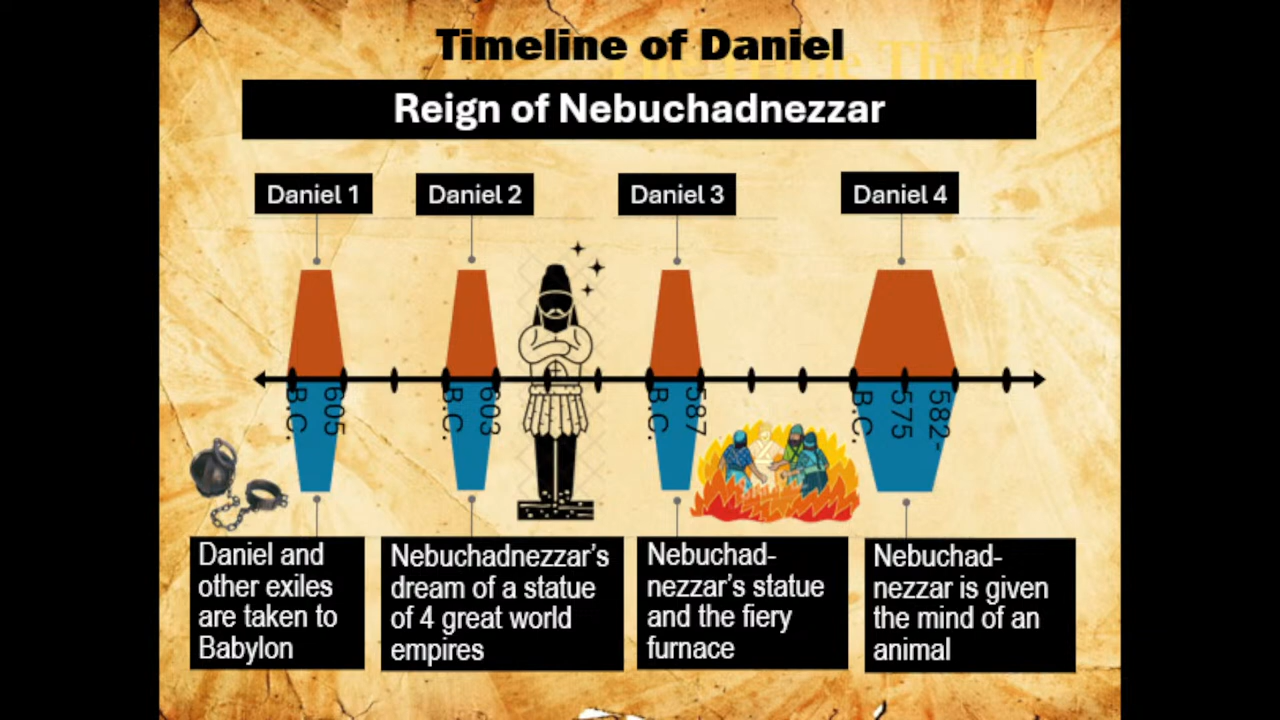 Timeline of Daniel
Reign of Nebuchadnezzar
Daniel 1
Daniel 2
Daniel 3
Daniel 4
605
B.C.
603
B.C.
587
B.C.
582-
575
B.C.
Daniel and
other exiles
are taken to
Babylon
Nebuchadnezzar’s
dream of a statue
of 4 great world
empires
Nebuchad-
nezzar’s statue
and the fiery
furnace
Nebuchad-
nezzar is given
the mind of an
animal